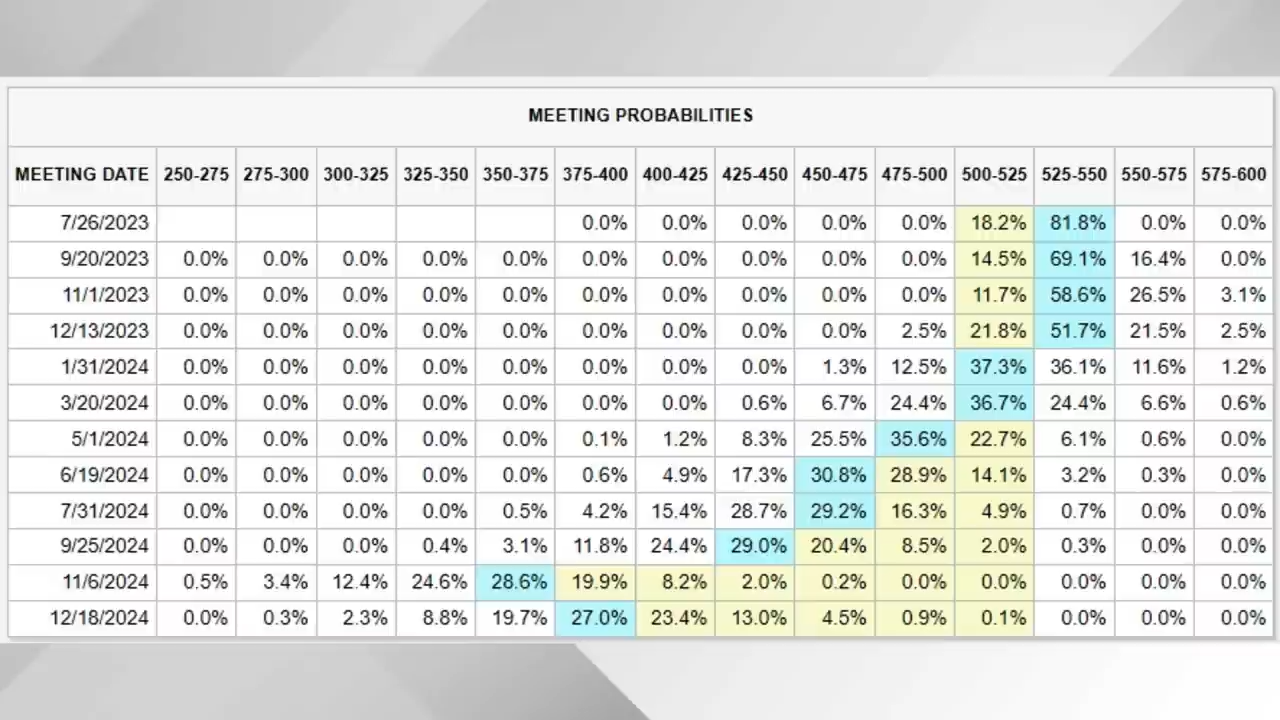 MEETING PROBABILITIES
MEETING DATE 250-275 275-300 300-325 325-350 350-375 375-400 400-425 425-450 450-475 475-500 500-525 525-550 550-575 575-600
7/26/2023 0.0% 0.0% 0.0% 0.0% 0.0% 18.2% 81.8% 0.0% 0.0%
9/20/2023 0.0% 0.0% 0.0% 0.0% 0.0% 0.0% 0.0% 0.0% 0.0% 0.0% 14.5% 69.1% 16.4% 0.0%
11/1/2023 0.0% 0.0% 0.0% 0.0% 0.0% 0.0% 0.0% 0.0% 0.0% 0.0% 11.7% 58.6% 26.5% 3.1%
12/13/2023 0.0% 0.0% 0.0% 0.0% 0.0% 0.0% 0.0% 0.0% 0.0% 2.5% 21.8% 51.7% 21.5% 2.5%
1/31/2024 0.0% 0.0% 0.0% 0.0% 0.0% 0.0% 0.0% 0.0% 1.3% 12.5% 37.3% 36.1% 11.6% 1.2%
3/20/2024 0.0% 0.0% 0.0% 0.0% 0.0% 0.0% 0.0% 0.6% 6.7% 24.4% 36.7% 24.4% 6.6% 0.6%
5/1/2024 0.0% 0.0% 0.0% 0.0% 0.0% 0.1% 1.2% 8.3% 25.5% 35.6% 22.7% 6.1% 0.6% 0.0%
6/19/2024 0.0% 0.0% 0.0% 0.0% 0.0% 0.6% 4.9% 17.3% 30.8% 28.9% 14.1% 3.2% 0.3% 0.0%
7/31/2024 0.0% 0.0% 0.0% 0.0% 0.5% 4.2% 15.4% 28.7% 29.2% 16.3% 4.9% 0.7% 0.0% 0.0%
9/25/2024 0.0% 0.0% 0.0% 0.4% 3.1% 11.8% 24.4% 29.0% 20.4% 8.5% 2.0% 0.3% 0.0% 0.0%
11/6/2024 0.5% 3.4% 12.4% 24.6% 28.6% 19.9% 8.2% 2.0% 0.2% 0.0% 0.0% 0.0% 0.0% 0.0%
12/18/2024 0.0% 0.3% 2.3% 8.8% 19.7% 27.0% 23.4% 13.0% 4.5% 0.9% 0.1% 0.0% 0.0% 0.0%